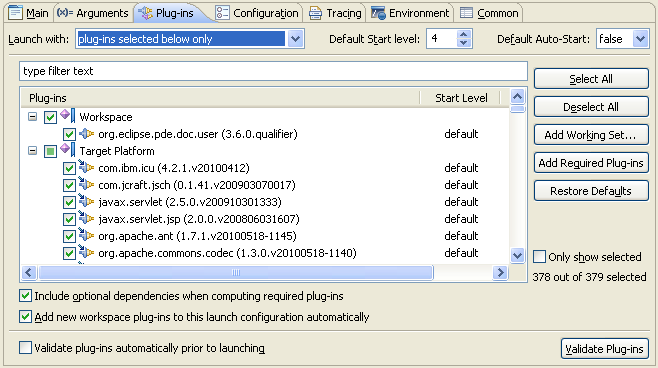 Main (x)= Arguments Plug-ins Configuration Tracing Environment Common
Launch with: plug-ins selected below only Default Start level: 4 Default Auto-Start: false
type filter text
Select All
Plug-ins Start Level
Deselect All
Workspace
org.eclipse.pde.doc.user (3.6.0.qualifier) default
Add Working Set...
Target Platform
com.ibm.icu (4.2.1.v20100412) default
Add Required Plug-ins
com.jcraft.jsch (0.1.41.v200903070017) default
Restore Defaults
javax.servlet (2.5.0.v200910301333) default
javax.servlet.jsp (2.0.0.v200806031607) default
org.apache.ant (1.7.1.v20100518-1145) default
org.apache.commons.codec (1.3.0.v20100518-1140) default
Only show selected
378 out of 379 selected
Include optional dependencies when computing required plug-ins
Add new workspace plug-ins to this launch configuration automatically
Validate plug-ins automatically prior to launching
Validate Plug-ins